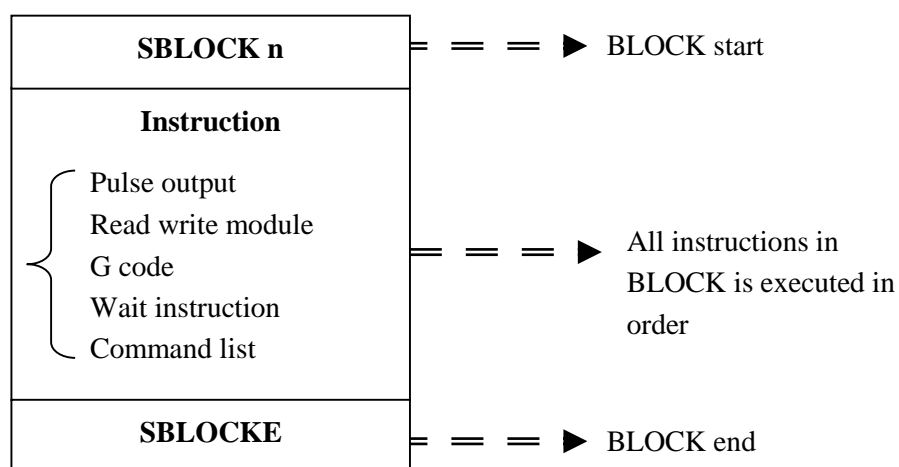 SBLOCK n
BLOCK start
Instruction
Pulse output
Read write module
G code
Wait instruction
Command list
All instructions in
BLOCK is executed in
order
SBLOCKE
BLOCK end